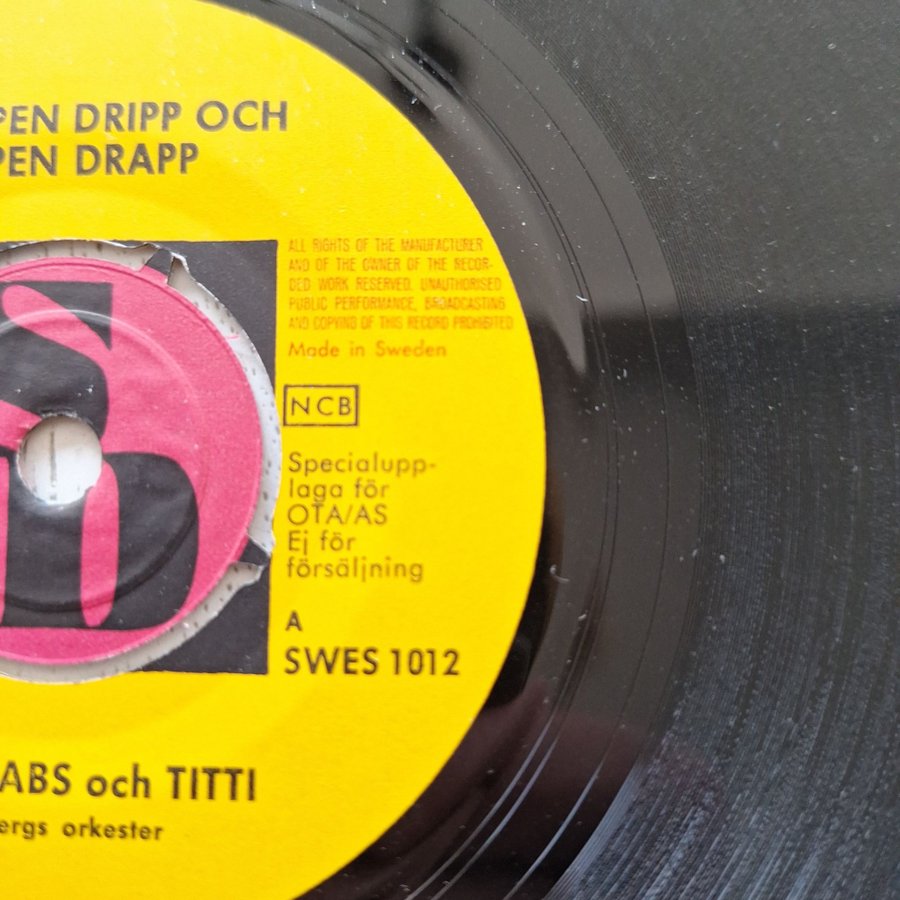 PEN DRIPP OCH
PEN DRAPP
ALL RIGHTS OF THE MANUFACTURER
AND OF THE OWNER OF THE RECOR-
DED WORK RESERVED. UNAUTHORISED
PUBLIC PERFORMANCE, BROADCASTING
AND COPYING OF THIS RECORD PROHIBITED
Made in Sweden
NCB
Specialupp-
laga för
OTA/AS
Ej för
försäljning
A
SWES 1012
ABS och TITTI
ergs orkester